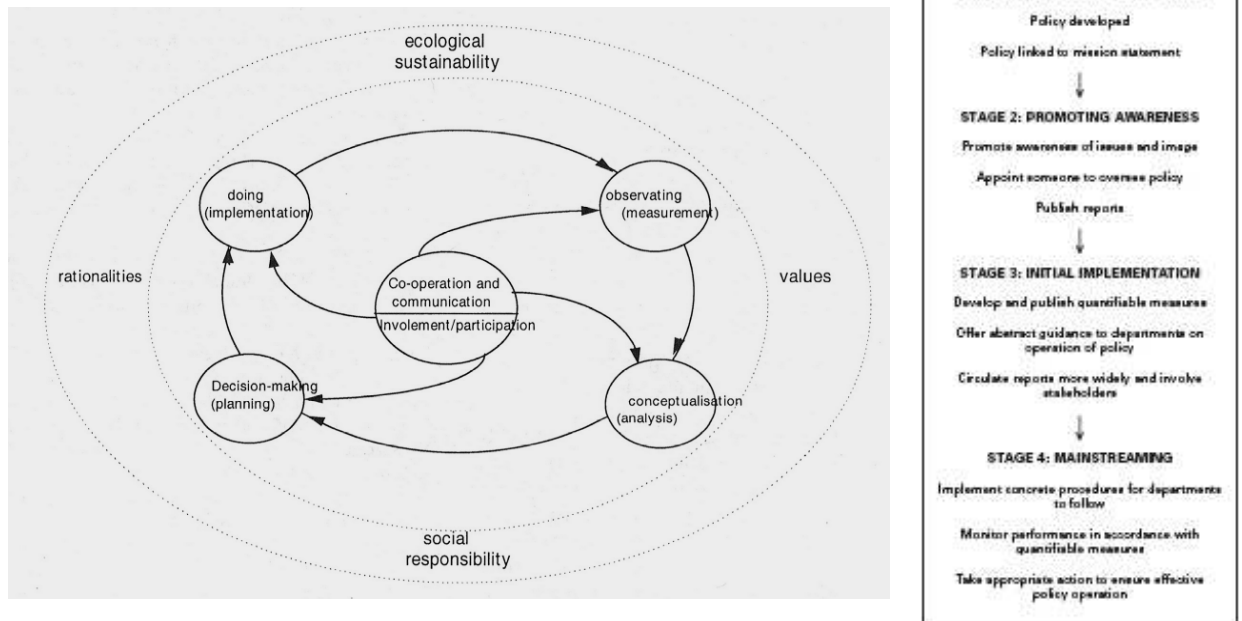 ecological
sustainability
doing
(implementation)
observating
(measurement)
rationalities
values
Co-operation and
communication
Involement/participation
Decision-making
(planning)
conceptualisation
(analysis)
social
responsibility
Policy developed
Policy linked to mission statement
STAGE 2: PROMOTING AWARENESS
Promote awareness of issues and image
Appoint someone to oversee policy
Publish reports
STAGE 3: INITIAL IMPLEMENTATION
Develop and publish quantifiable measures
Offer abstract guidance to departments on
operation of policy
Circulate reports more widely and involve
stakeholders
STAGE 4: MAINSTREAMING
Implement concrete procedures for departments
to follow
Monitor performance in accordance with
quantifiable measures
Take appropriate action to ensure effective
policy operation